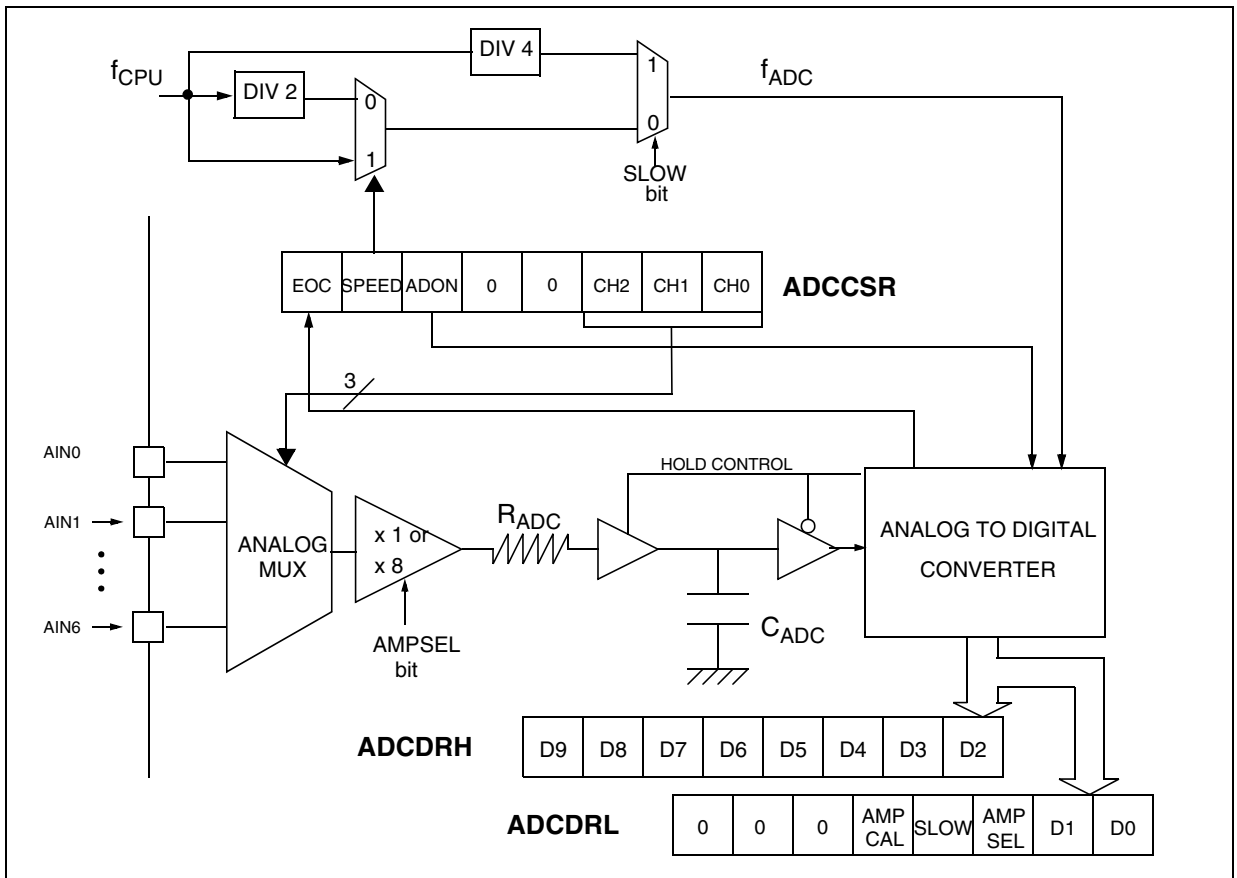 DIV 4
fCPU
DIV 2
0
1
1
0
fADC
SLOW
bit
EOC SPEED ADON 0 0 CH2 CH1 CH0 ADCCSR
3
AIN0
AIN1
AIN6
ANALOG
MUX
x 1 or
x 8
AMPSEL
bit
RADC
HOLD CONTROL
CADC
ANALOG TO DIGITAL
CONVERTER
ADCDRH D9 D8 D7 D6 D5 D4 D3 D2
ADCDRL 0 0 0 AMP CAL SLOW AMP SEL D1 D0